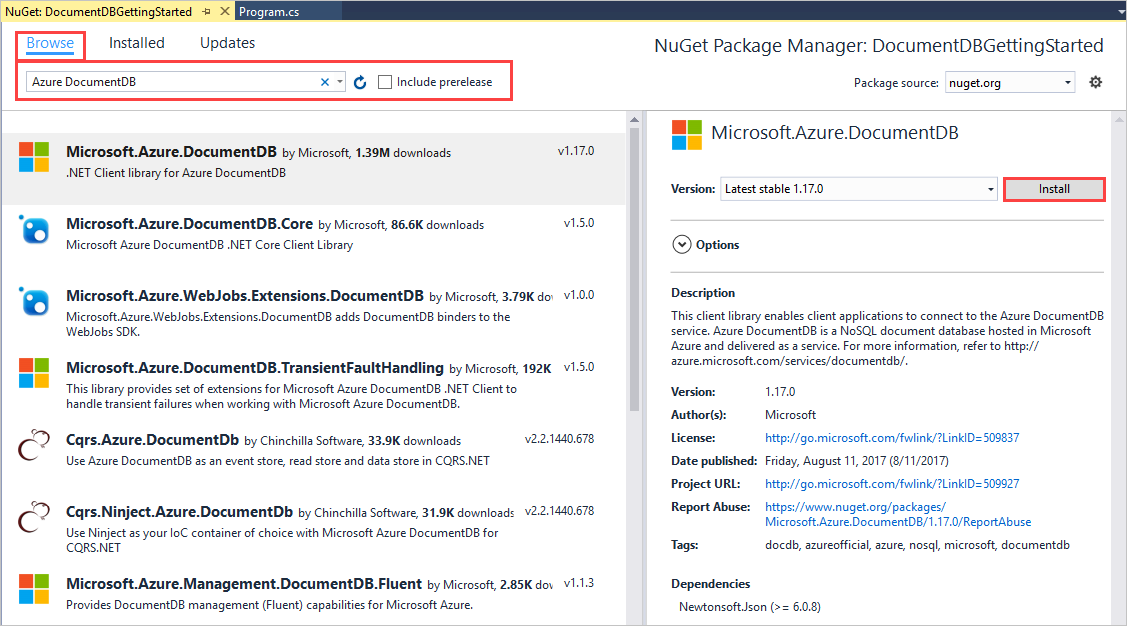 NuGet: DocumentDBGettingStarted
Program.cs
Browse
Installed
Updates
NuGet Package Manager: DocumentDBGettingStarted
Azure DocumentDB
Include prerelease
Package source: nuget.org
Microsoft.Azure.DocumentDB by Microsoft, 1.39M downloads
v1.17.0
.NET Client library for Azure DocumentDB
Microsoft.Azure.DocumentDB.Core by Microsoft, 86.6K downloads
v1.5.0
Microsoft Azure DocumentDB .NET Core Client Library
Microsoft.Azure.WebJobs.Extensions.DocumentDB by Microsoft, 3.79K do
v1.0.0
Microsoft.Azure.WebJobs.Extensions.DocumentDB adds DocumentDB binders to the
WebJobs SDK.
Microsoft.Azure.DocumentDB.TransientFaultHandling by Microsoft, 192K
v1.5.0
This library provides set of extensions for Microsoft Azure DocumentDB .NET Client to
handle transient failures when working with Microsoft Azure DocumentDB.
Cqrs.Azure.DocumentDb by Chinchilla Software, 33.9K downloads
v2.2.1440.678
Use Azure DocumentDB as an event store, read store and data store in CQRS.NET
Cqrs.Ninject.Azure.DocumentDb by Chinchilla Software, 31.9K downloads
v2.2.1440.678
Use Ninject as your IoC container of choice with Microsoft Azure DocumentDB for
CQRS.NET
Microsoft.Azure.Management.DocumentDB.Fluent by Microsoft, 2.85K do
v1.1.3
Provides DocumentDB management (Fluent) capabilities for Microsoft Azure.
Microsoft.Azure.DocumentDB
Version: Latest stable 1.17.0
Install
Options
Description
This client library enables client applications to connect to the Azure DocumentDB
service. Azure DocumentDB is a NoSQL document database hosted in Microsoft
Azure and delivered as a service. For more information, refer to http://
azure.microsoft.com/services/documentdb/.
Version: 1.17.0
Author(s): Microsoft
License: http://go.microsoft.com/fwlink/?LinkID=509837
Date published: Friday, August 11, 2017 (8/11/2017)
Project URL: http://go.microsoft.com/fwlink/?LinkID=509927
Report Abuse: https://www.nuget.org/packages/
Microsoft.Azure.DocumentDB/1.17.0/ReportAbuse
Tags: docdb, azureofficial, azure, nosql, microsoft, documentdb
Dependencies
Newtonsoft.Json (>= 6.0.8)